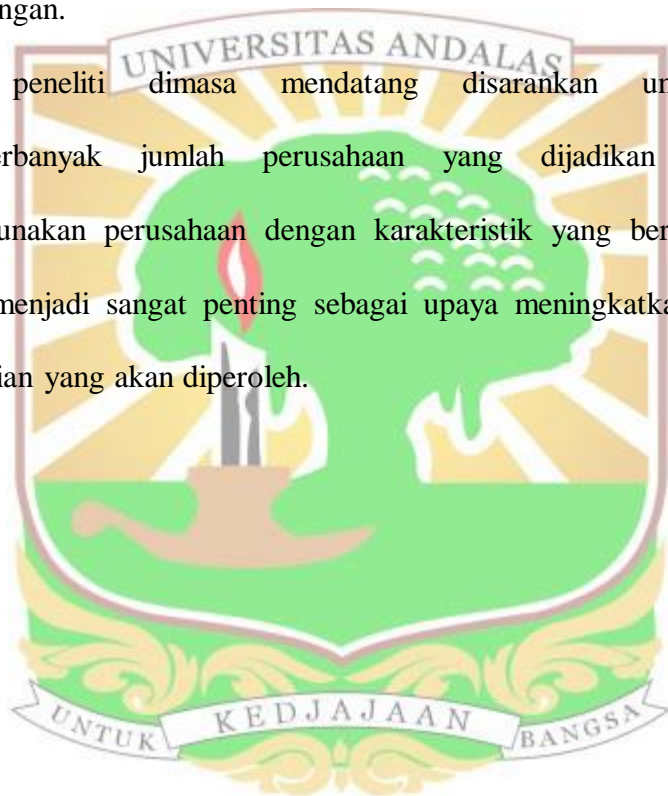 ngan.
UNIVERSITAS ANDALAS
peneliti dimasa mendatang disarankan un
erbanyak jumlah perusahaan yang dijadikan
unakan perusahaan dengan karakteristik yang ber
menjadi sangat penting sebagai upaya meningkatka
ian yang akan diperoleh.
UNTUK KEDJAJAAN BANGSA